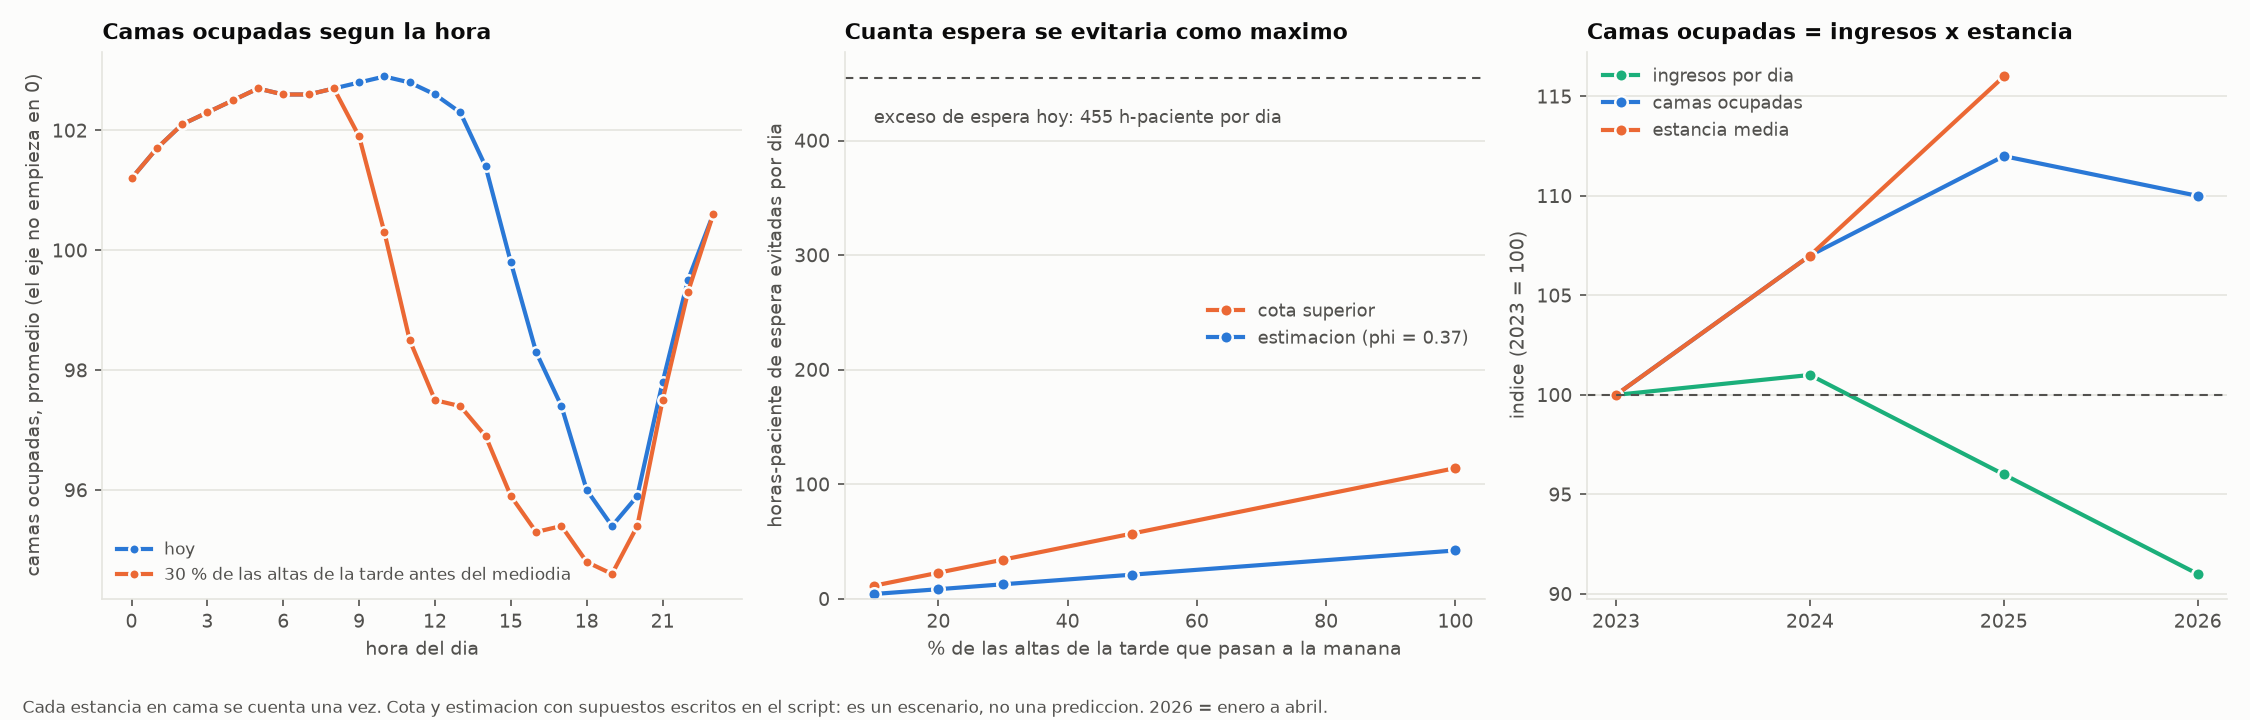 Camas ocupadas segun la hora
camas ocupadas, promedio (el eje no empieza en 0)
102
100
98
96
hoy
30 % de las altas de la tarde antes del mediodia
0 3 6 9 12 15 18 21
hora del dia
Cuanta espera se evitaria como maximo
horas-paciente de espera evitadas por dia
exceso de espera hoy: 455 h-paciente por dia
400
300
200
100
0
cota superior
estimacion (phi = 0.37)
20 40 60 80 100
% de las altas de la tarde que pasan a la manana
Camas ocupadas = ingresos x estancia
indice (2023 = 100)
ingresos por dia
camas ocupadas
estancia media
115
110
105
100
95
90
2023 2024 2025 2026
Cada estancia en cama se cuenta una vez. Cota y estimacion con supuestos escritos en el script: es un escenario, no una prediccion. 2026 = enero a abril.